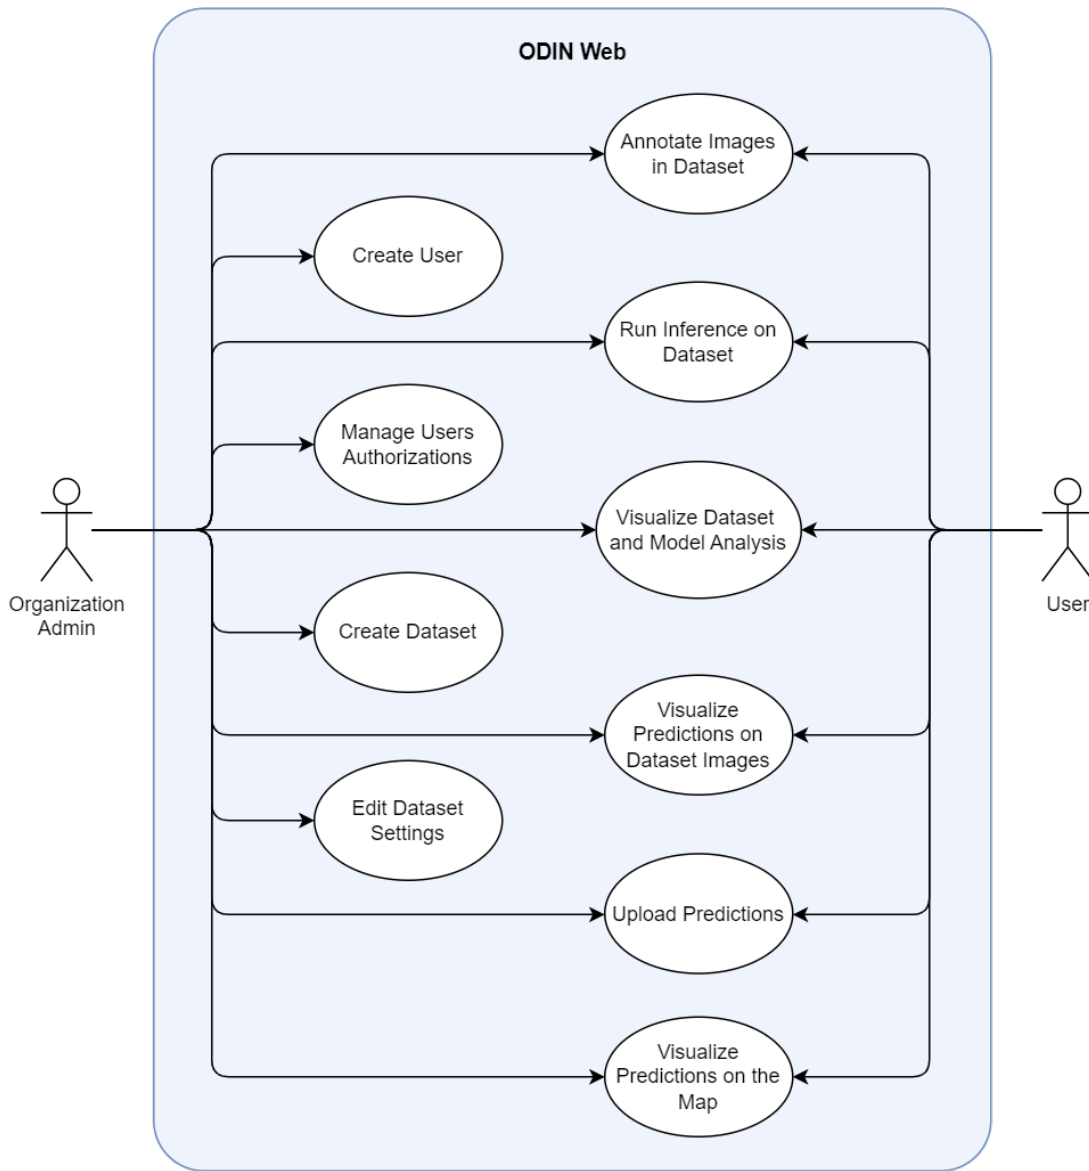 ODIN Web
Annotate Images
in Dataset
Create User
Run Inference on
Dataset
Manage Users
Authorizations
Visualize Dataset
and Model Analysis
Organization
Admin
User
Create Dataset
Visualize
Predictions on
Dataset Images
Edit Dataset
Settings
Upload Predictions
Visualize
Predictions on the
Map